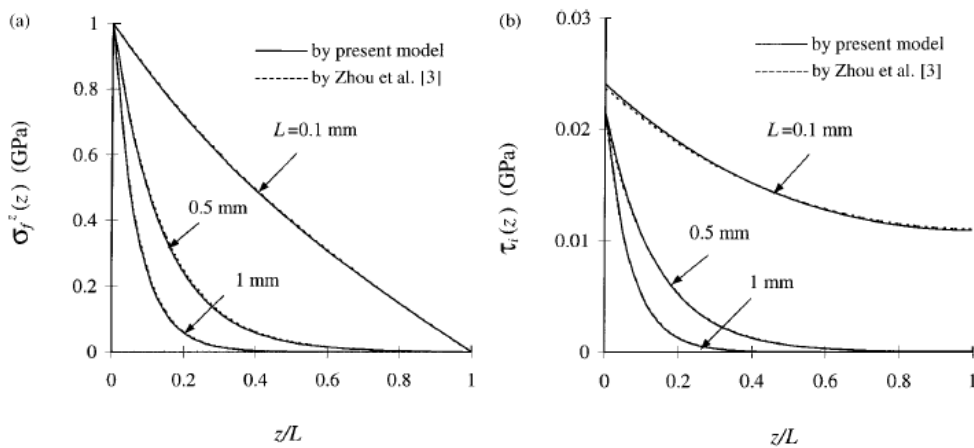 (a)
1
0.8
0.6
0.4
0.2
0
σ_f^z(z) (GPa)
by present model
by Zhou et al. [3]
L=0.1 mm
0.5 mm
1 mm
0 0.2 0.4 0.6 0.8 1
z/L
(b)
0.03
0.02
0.01
0
τ_i(z) (GPa)
by present model
by Zhou et al. [3]
L=0.1 mm
0.5 mm
1 mm
0 0.2 0.4 0.6 0.8 1
z/L